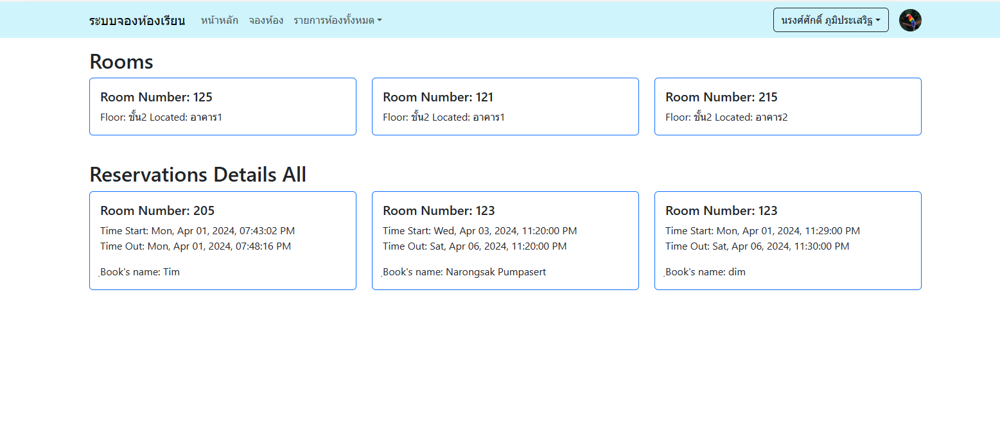 ระบบจองห้องเรียน หน้าหลัก จองห้อง รายการห้องทั้งหมด นรงศ์ศักดิ์ ภูมิประเสริฐ
Rooms
Room Number: 125
Floor: ชั้น2 Located: อาคาร1
Room Number: 121
Floor: ชั้น2 Located: อาคาร1
Room Number: 215
Floor: ชั้น2 Located: อาคาร2
Reservations Details All
Room Number: 205
Time Start: Mon, Apr 01, 2024, 07:43:02 PM
Time Out: Mon, Apr 01, 2024, 07:48:16 PM
ฺBook's name: Tim
Room Number: 123
Time Start: Wed, Apr 03, 2024, 11:20:00 PM
Time Out: Sat, Apr 06, 2024, 11:20:00 PM
ฺBook's name: Narongsak Pumpasert
Room Number: 123
Time Start: Mon, Apr 01, 2024, 11:29:00 PM
Time Out: Sat, Apr 06, 2024, 11:30:00 PM
ฺBook's name: dim